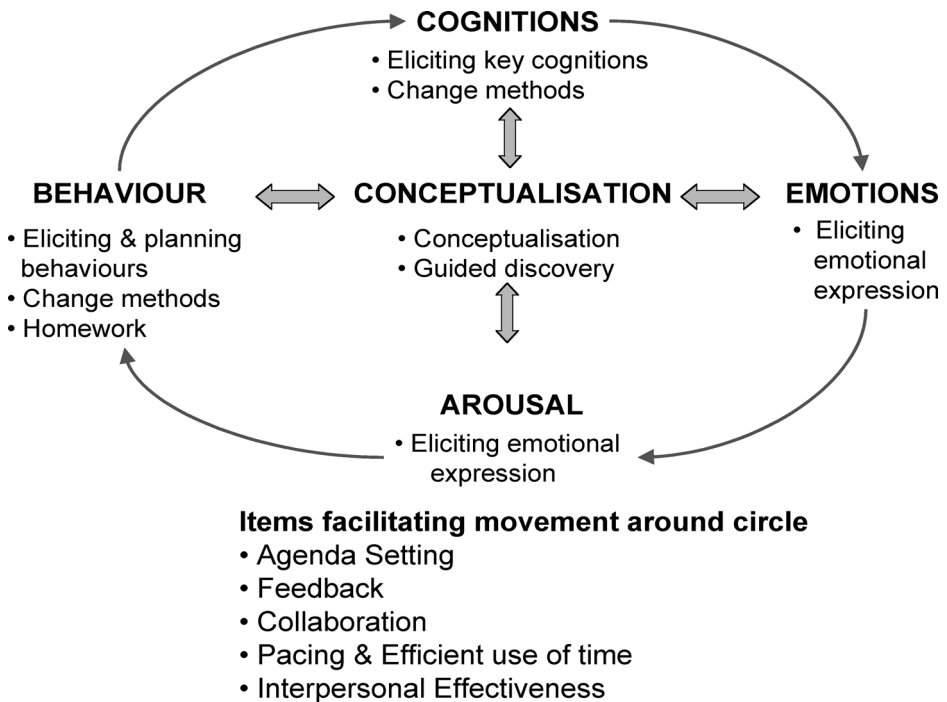 COGNITIONS
• Eliciting key cognitions
• Change methods
BEHAVIOUR
• Eliciting & planning
behaviours
• Change methods
• Homework
CONCEPTUALISATION
• Conceptualisation
• Guided discovery
EMOTIONS
• Eliciting
emotional
expression
AROUSAL
• Eliciting emotional
expression
Items facilitating movement around circle
• Agenda Setting
• Feedback
• Collaboration
• Pacing & Efficient use of time
• Interpersonal Effectiveness